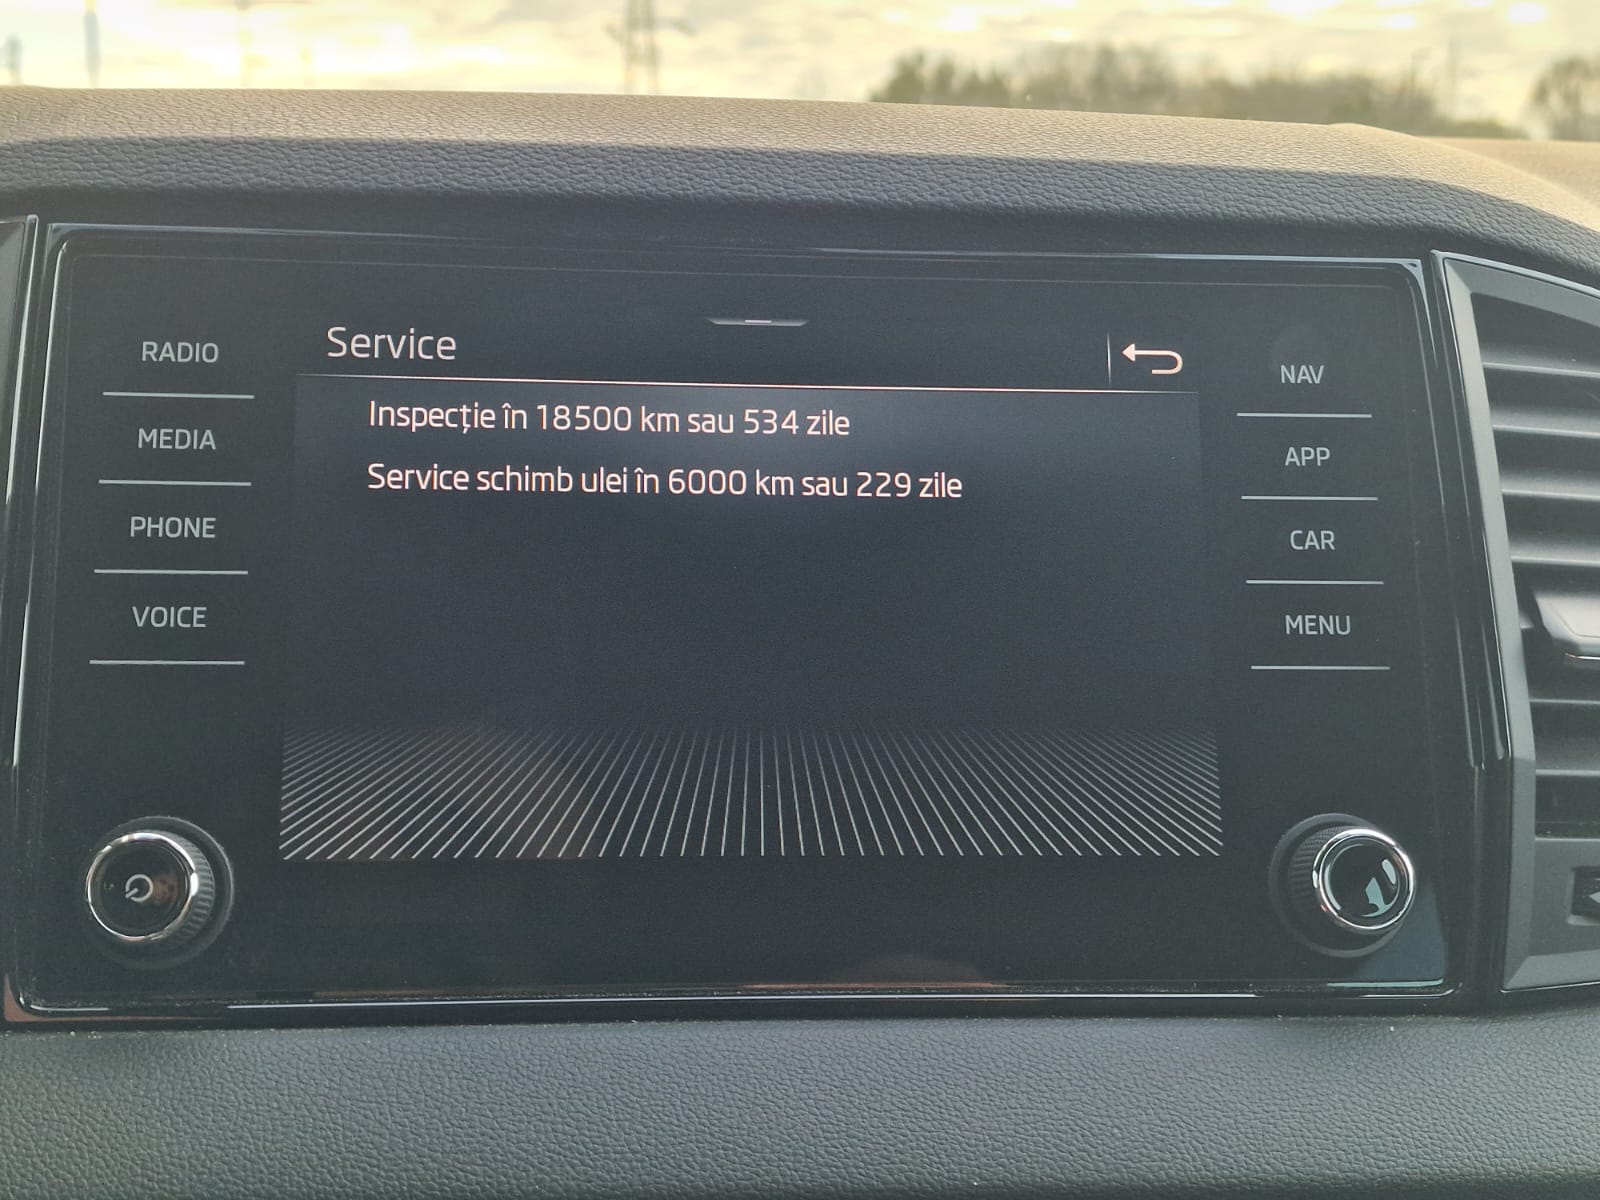 Service
Inspecție în 18500 km sau 534 zile
Service schimb ulei în 6000 km sau 229 zile
RADIO
MEDIA
PHONE
VOICE
NAV
APP
CAR
MENU